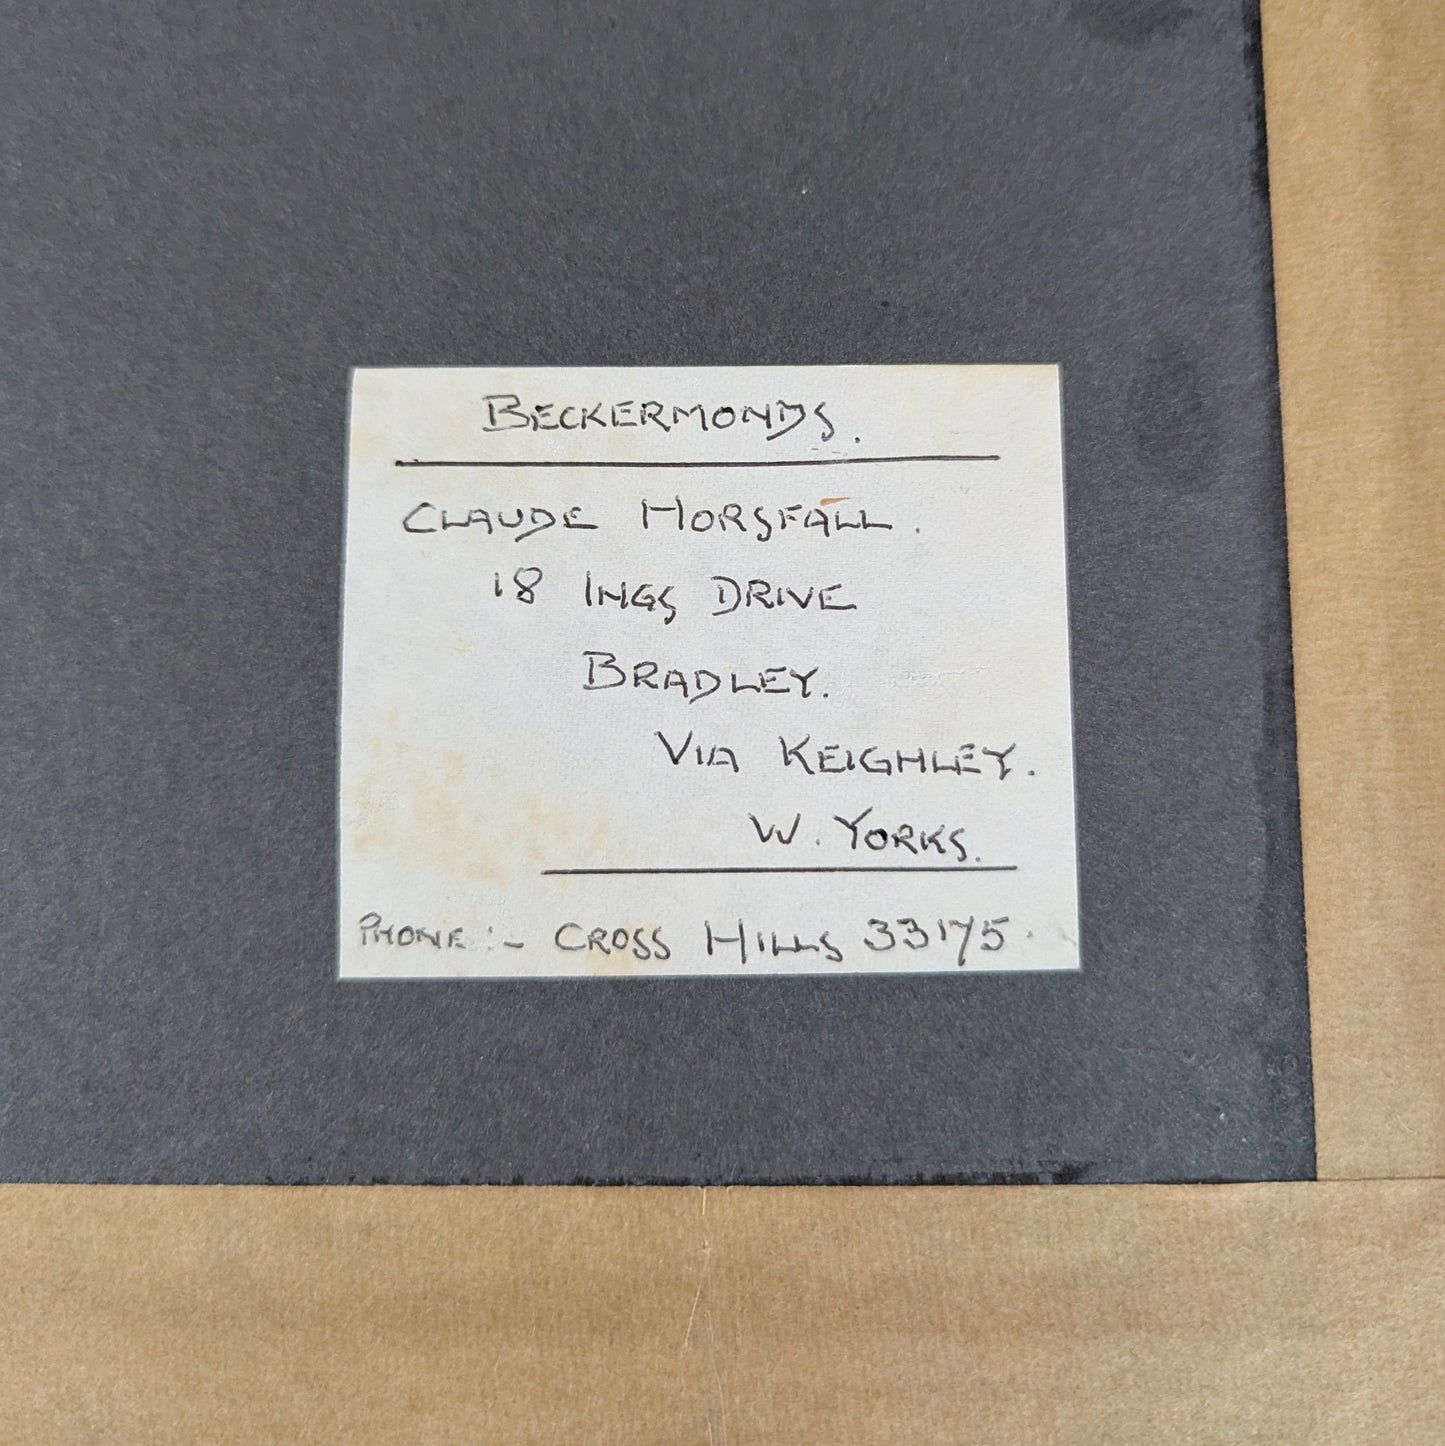 BECKERMONDS.
CLAUDE HORSFALL.
18 INGS DRIVE
BRADLEY.
VIA KEIGHLEY.
W. YORKS.
PHONE :- CROSS HILLS 33175.